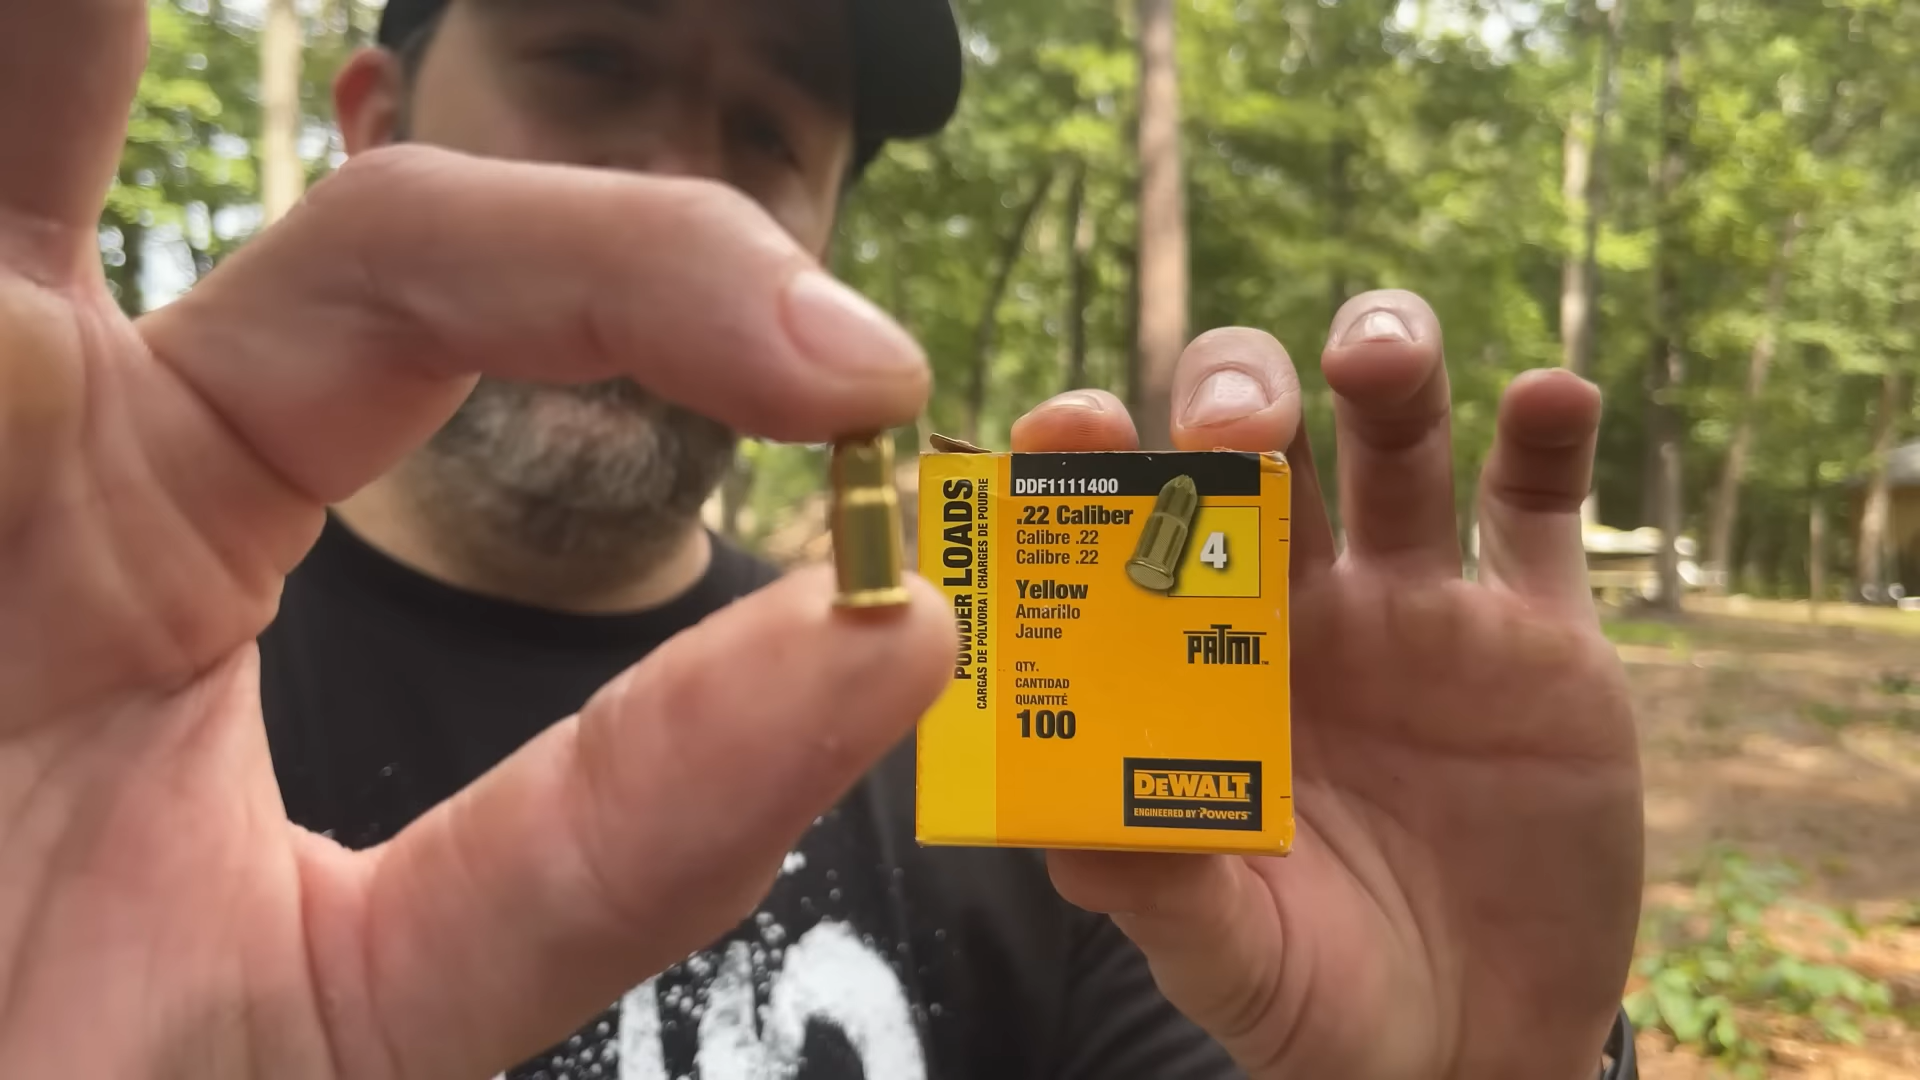 POWDER LOADS
CARGAS DE PÓLVORA | CHARGES DE POUDRE
DDF1111400
.22 Caliber
Calibre .22
Calibre .22
4
Yellow
Amarillo
Jaune
PATMI™
QTY.
CANTIDAD
QUANTITÉ
100
DEWALT
ENGINEERED BY Powers